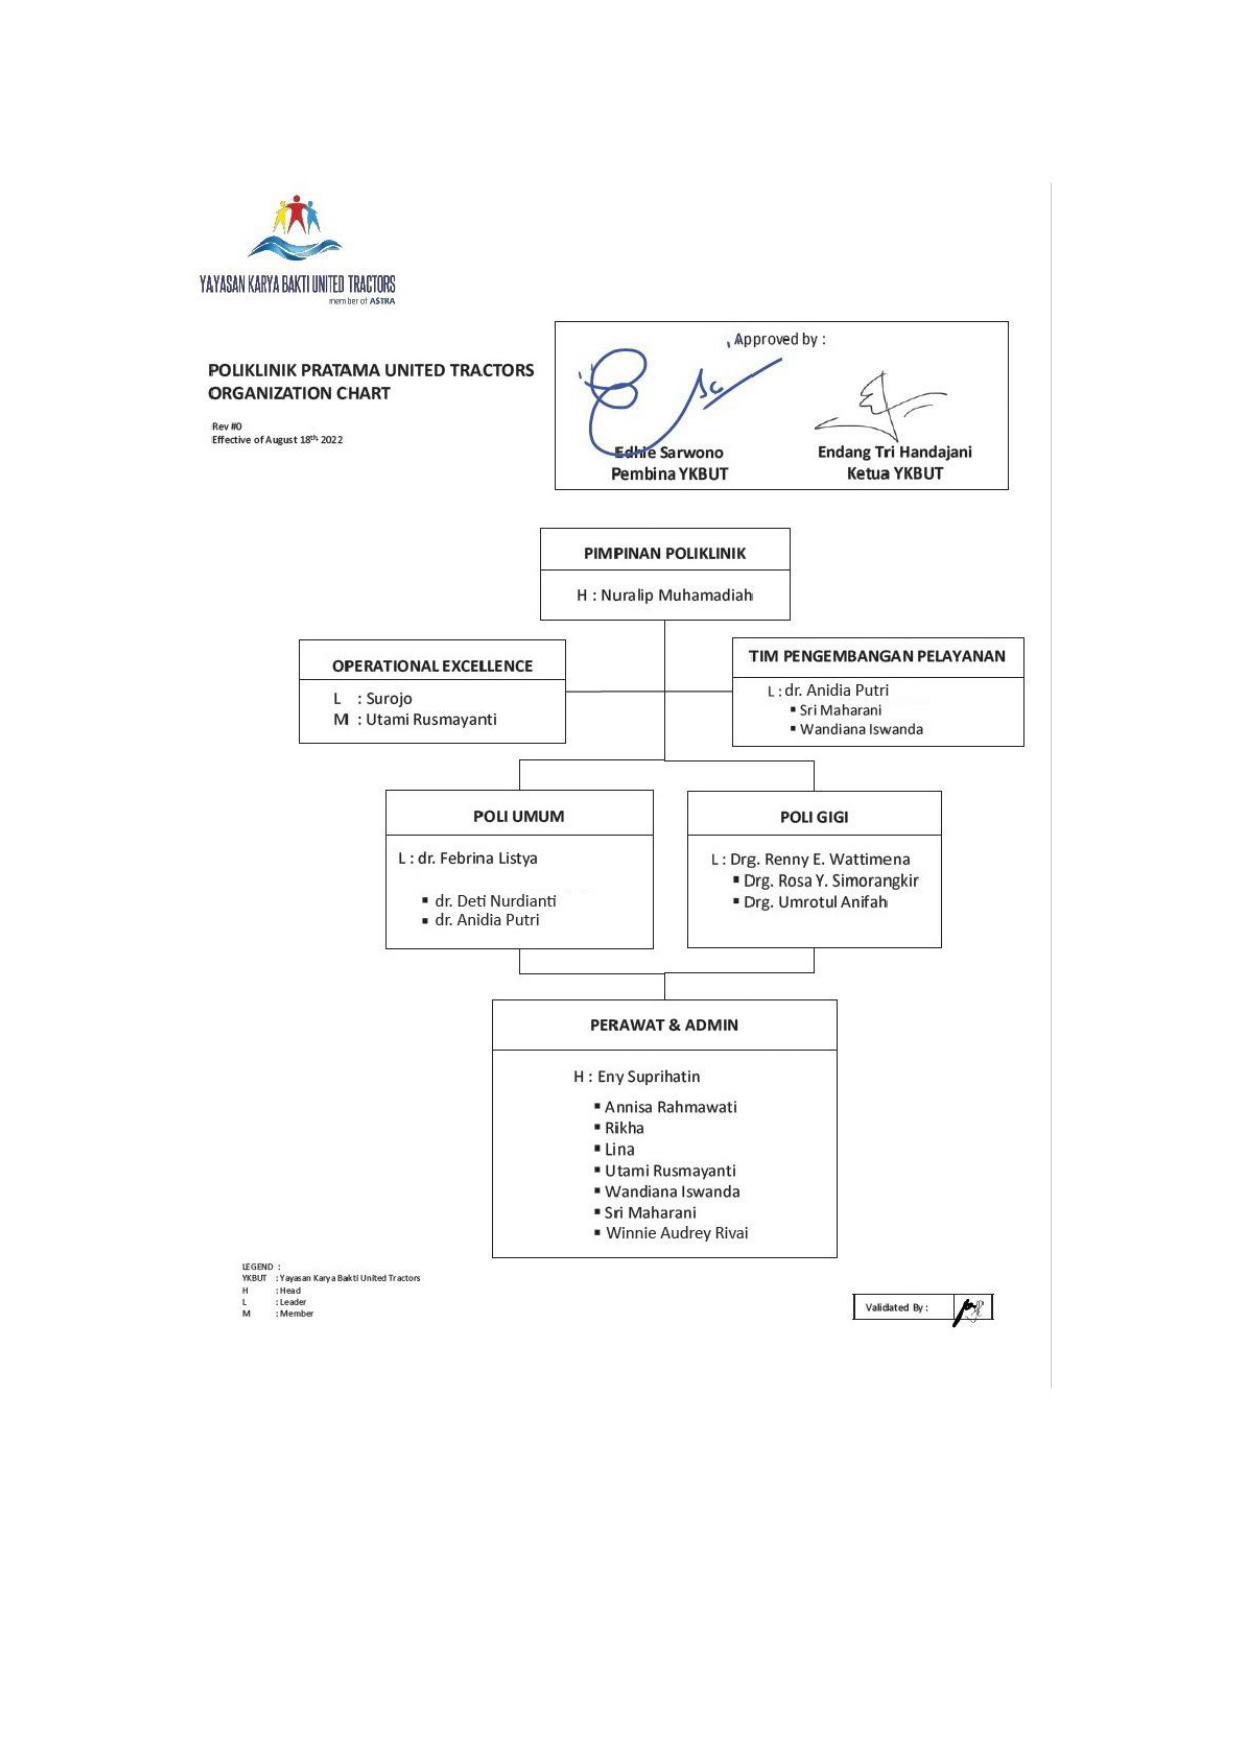 YAYASAN KARYA BAKTI UNITED TRACTORS
member of ASTRA
Approved by :
POLIKLINIK PRATAMA UNITED TRACTORS
ORGANIZATION CHART
Rev #0
Effective of August 18th, 2022
Edhie Sarwono
Pembina YKBUT
Endang Tri Handajani
Ketua YKBUT
PIMPINAN POLIKLINIK
H : Nuralip Muhamadiah
OPERATIONAL EXCELLENCE
L : Surojo
M : Utami Rusmayanti
TIM PENGEMBANGAN PELAYANAN
L : dr. Anidia Putri
▪ Sri Maharani
▪ Wandiana Iswanda
POLI UMUM
L : dr. Febrina Listya
▪ dr. Deti Nurdianti
▪ dr. Anidia Putri
POLI GIGI
L : Drg. Renny E. Wattimena
▪ Drg. Rosa Y. Simorangkir
▪ Drg. Umrotul Anifah
PERAWAT & ADMIN
H : Eny Suprihatin
▪ Annisa Rahmawati
▪ Rikha
▪ Lina
▪ Utami Rusmayanti
▪ Wandiana Iswanda
▪ Sri Maharani
▪ Winnie Audrey Rivai
LEGEND :
YKBUT : Yayasan Karya Bakti United Tractors
H : Head
L : Leader
M : Member
Validated By :